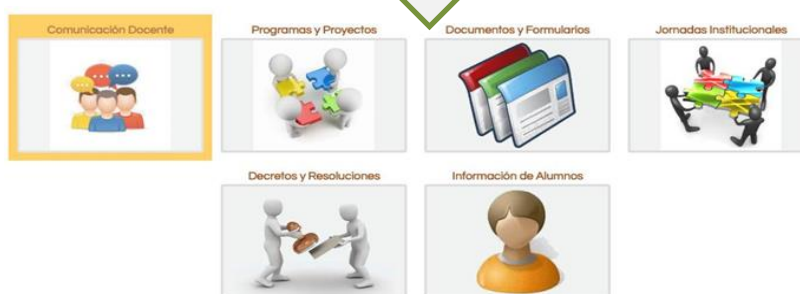 Comunicación Docente
Programas y Proyectos
Documentos y Formularios
Jornadas Institucionales
Decretos y Resoluciones
Información de Alumnos